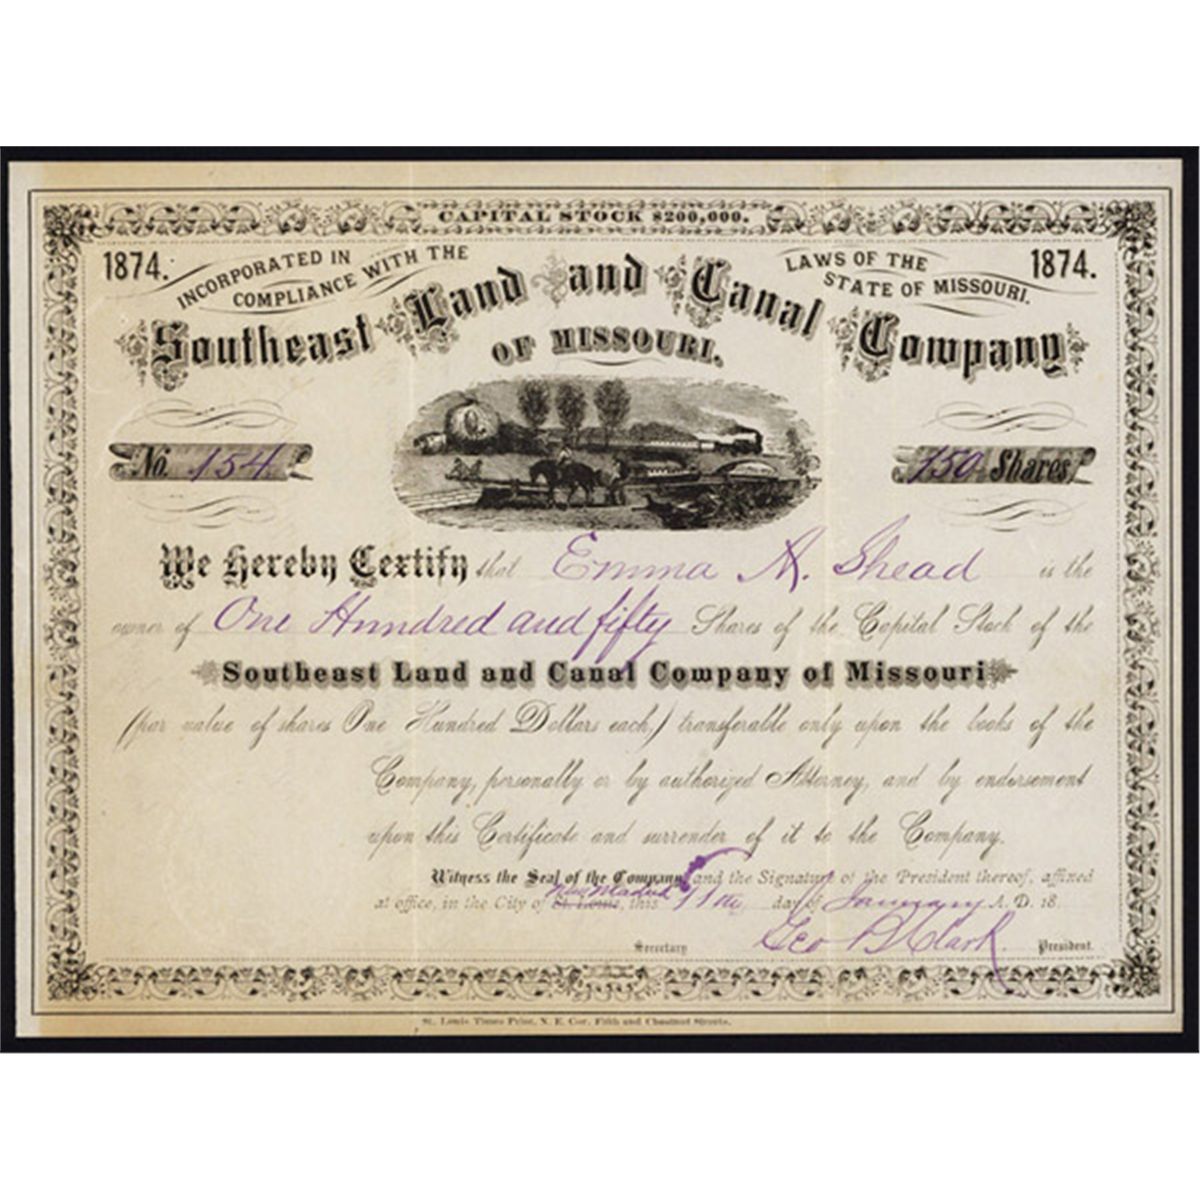 CAPITAL STOCK $200,000.
1874. INCORPORATED IN COMPLIANCE WITH THE LAWS OF THE STATE OF MISSOURI. 1874.
Southeast Land and Canal Company
OF MISSOURI.
No. 154 150 Shares
We Hereby Certify that Emma A. Shead is the
owner of One Hundred and fifty Shares of the Capital Stock of the
Southeast Land and Canal Company of Missouri
(par value of shares One Hundred Dollars each,) transferable only upon the books of the
Company, personally or by authorized Attorney, and by endorsement
upon this Certificate and surrender of it to the Company.
Witness the Seal of the Company and the Signature of the President thereof, affixed
New Madrid
at office, in the City of St. Louis, this day of January A. D. 18
Geo B Clark
Secretary President.
St. Louis Times Print, N. E. Cor. Fifth and Chestnut Streets.